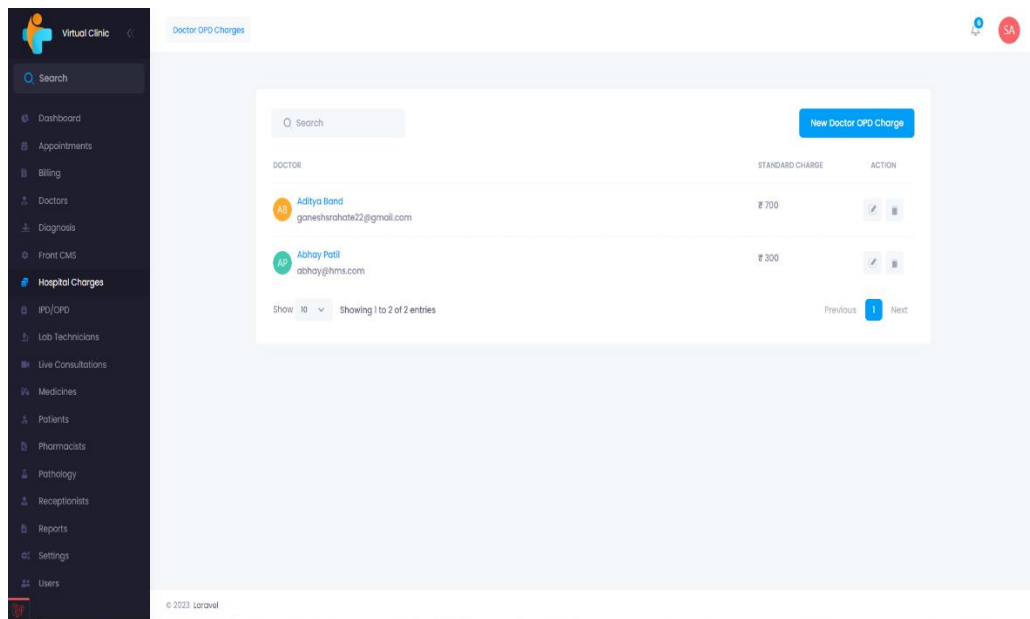 Virtual Clinic
Search
Dashboard
Appointments
Billing
Doctors
Diagnosis
Front CMS
Hospital Charges
IPD/OPD
Lab Technicians
Live Consultations
Medicines
Patients
Pharmacists
Pathology
Receptionists
Reports
Settings
Users
Doctor OPD Charges
6
SA
Search
New Doctor OPD Charge
DOCTOR STANDARD CHARGE ACTION
AB Aditya Band ₹ 700
ganeshsrahate22@gmail.com
AP Abhay Patil ₹ 300
abhay@hms.com
Show 10 Showing 1 to 2 of 2 entries Previous 1 Next
© 2023 Laravel